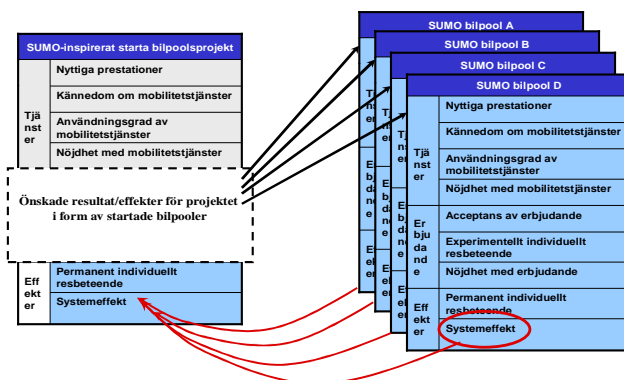 SUMO-inspirerat starta bilpoolsprojekt
Tjä
nst
er
Nyttiga prestationer
Kännedom om mobilitetstjänster
Användningsgrad av
mobilitetstjänster
Nöjdhet med mobilitetstjänster
Önskade resultat/effekter för projektet
i form av startade bilpooler
Eff
ekt
er
Permanent individuellt
resbeteende
Systemeffekt
SUMO bilpool A
SUMO bilpool B
SUMO bilpool C
SUMO bilpool D
Tjä
nst
er
Nyttiga prestationer
Kännedom om mobilitetstjänster
Användningsgrad av
mobilitetstjänster
Nöjdhet med mobilitetstjänster
Er
bju
da
nd
e
Acceptans av erbjudande
Experimentellt individuellt
resbeteende
Nöjdhet med erbjudande
Eff
ekt
er
Permanent individuellt
resbeteende
Systemeffekt